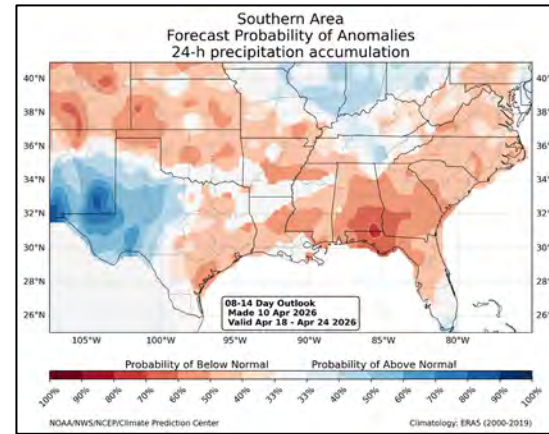 Southern Area
Forecast Probability of Anomalies
24-h precipitation accumulation
40°N
40°N
38°N
38°N
36°N
36°N
34°N
34°N
32°N
32°N
30°N
30°N
28°N
28°N
26°N
26°N
08-14 Day Outlook
Made 10 Apr 2026
Valid Apr 18 - Apr 24 2026
105°W 100°W 95°W 90°W 85°W 80°W
Probability of Below Normal Probability of Above Normal
100% 90% 80% 70% 60% 50% 40% 33% 33% 40% 50% 60% 70% 80% 90% 100%
NOAA/NWS/NCEP/Climate Prediction Center Climatology: ERA5 (2000-2019)